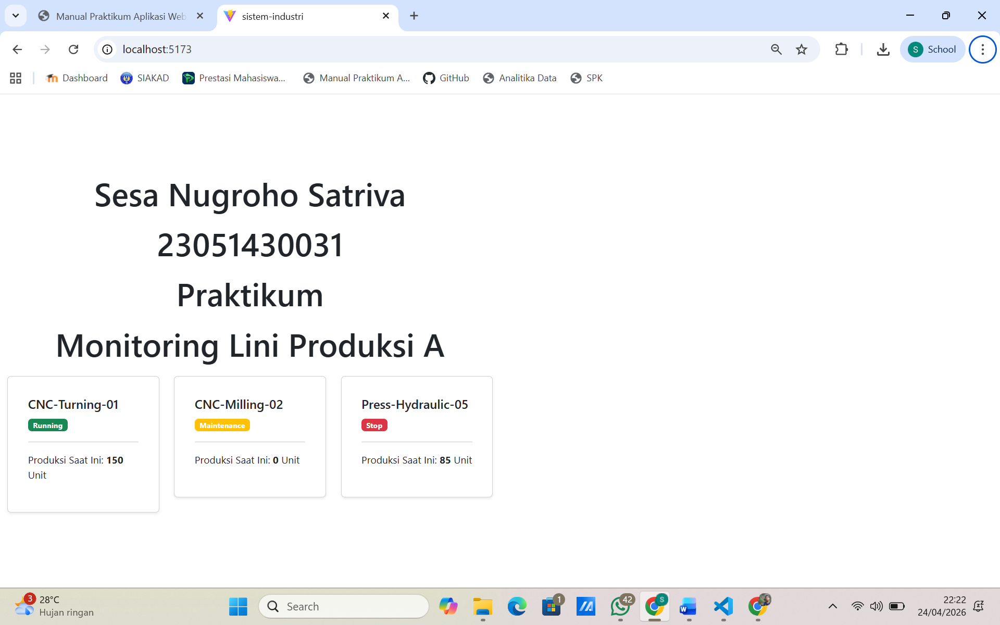 Manual Praktikum Aplikasi Web
sistem-industri
localhost:5173
S School
Dashboard
SIAKAD
Prestasi Mahasiswa...
Manual Praktikum A...
GitHub
Analitika Data
SPK
Sesa Nugroho Satriva
23051430031
Praktikum
Monitoring Lini Produksi A
CNC-Turning-01
Running
Produksi Saat Ini: 150
Unit
CNC-Milling-02
Maintenance
Produksi Saat Ini: 0 Unit
Press-Hydraulic-05
Stop
Produksi Saat Ini: 85 Unit
3
28°C
Hujan ringan
Search
1
42
S
22:22
24/04/2026